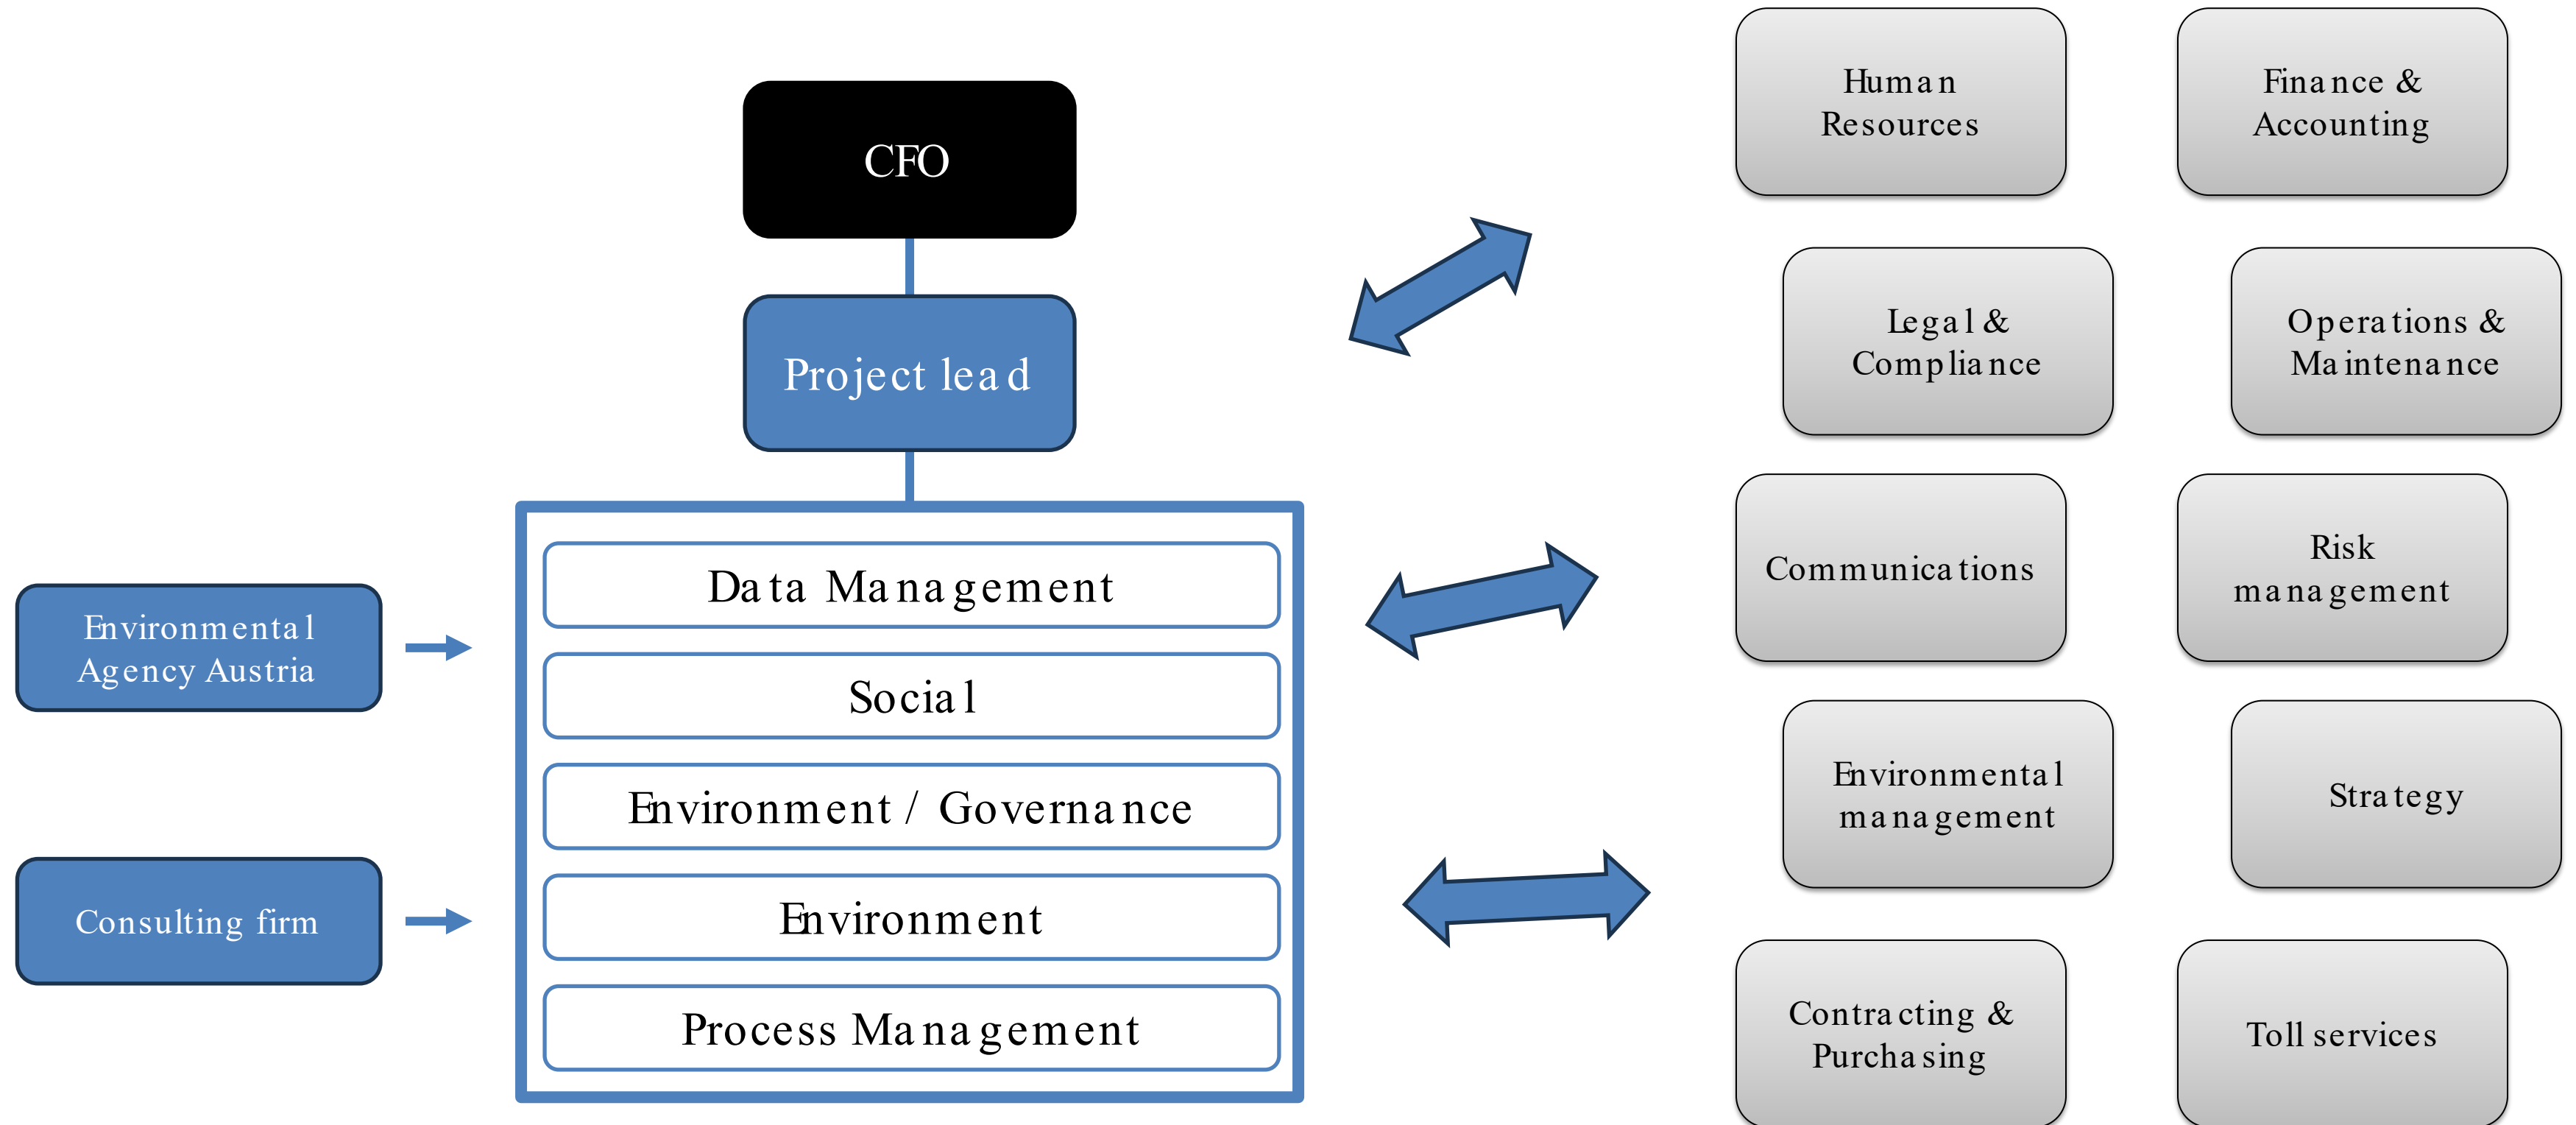 CFO
Project lead
Data Management
Social
Environment / Governance
Environment
Process Management
Environmental
Agency Austria
Consulting firm
Human
Resources
Finance &
Accounting
Legal &
Compliance
Operations &
Maintenance
Communications
Risk
management
Environmental
management
Strategy
Contracting &
Purchasing
Toll services